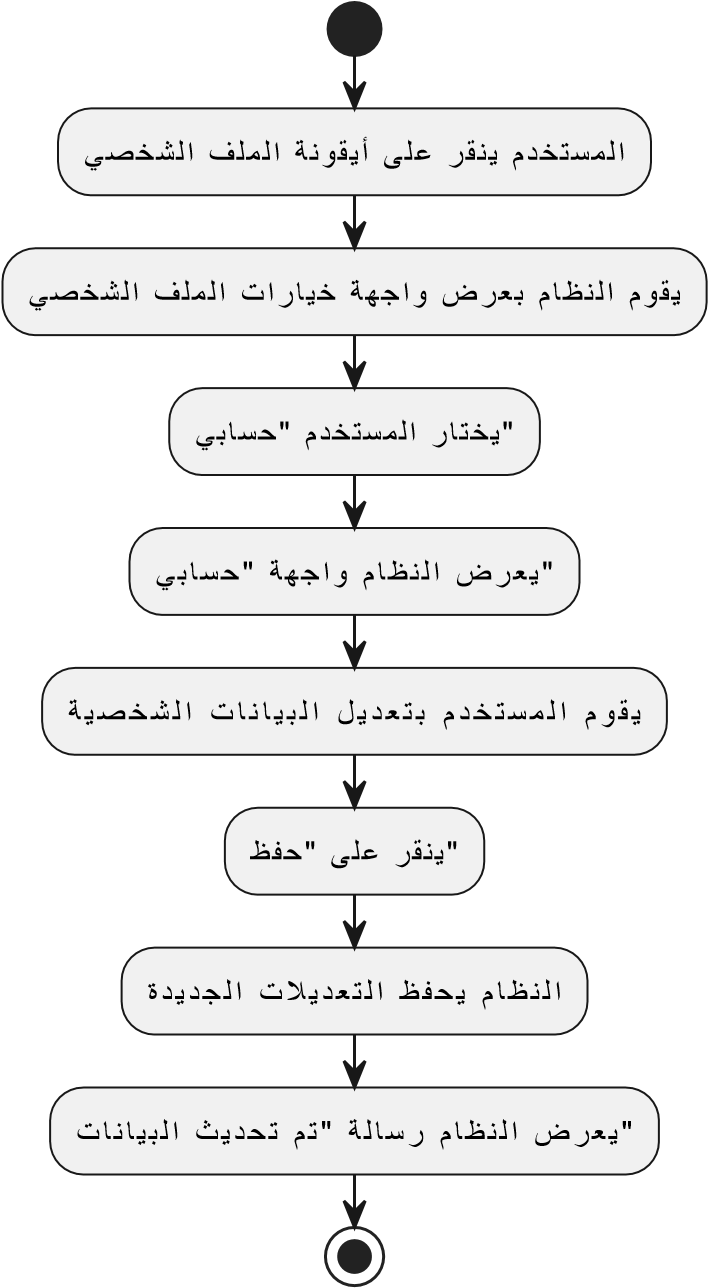 المستخدم ينقر على أيقونة الملف الشخصي
يقوم النظام بعرض واجهة خيارات الملف الشخصي
يختار المستخدم "حسابي"
يعرض النظام واجهة "حسابي"
يقوم المستخدم بتعديل البيانات الشخصية
ينقر على "حفظ"
النظام يحفظ التعديلات الجديدة
يعرض النظام رسالة "تم تحديث البيانات"